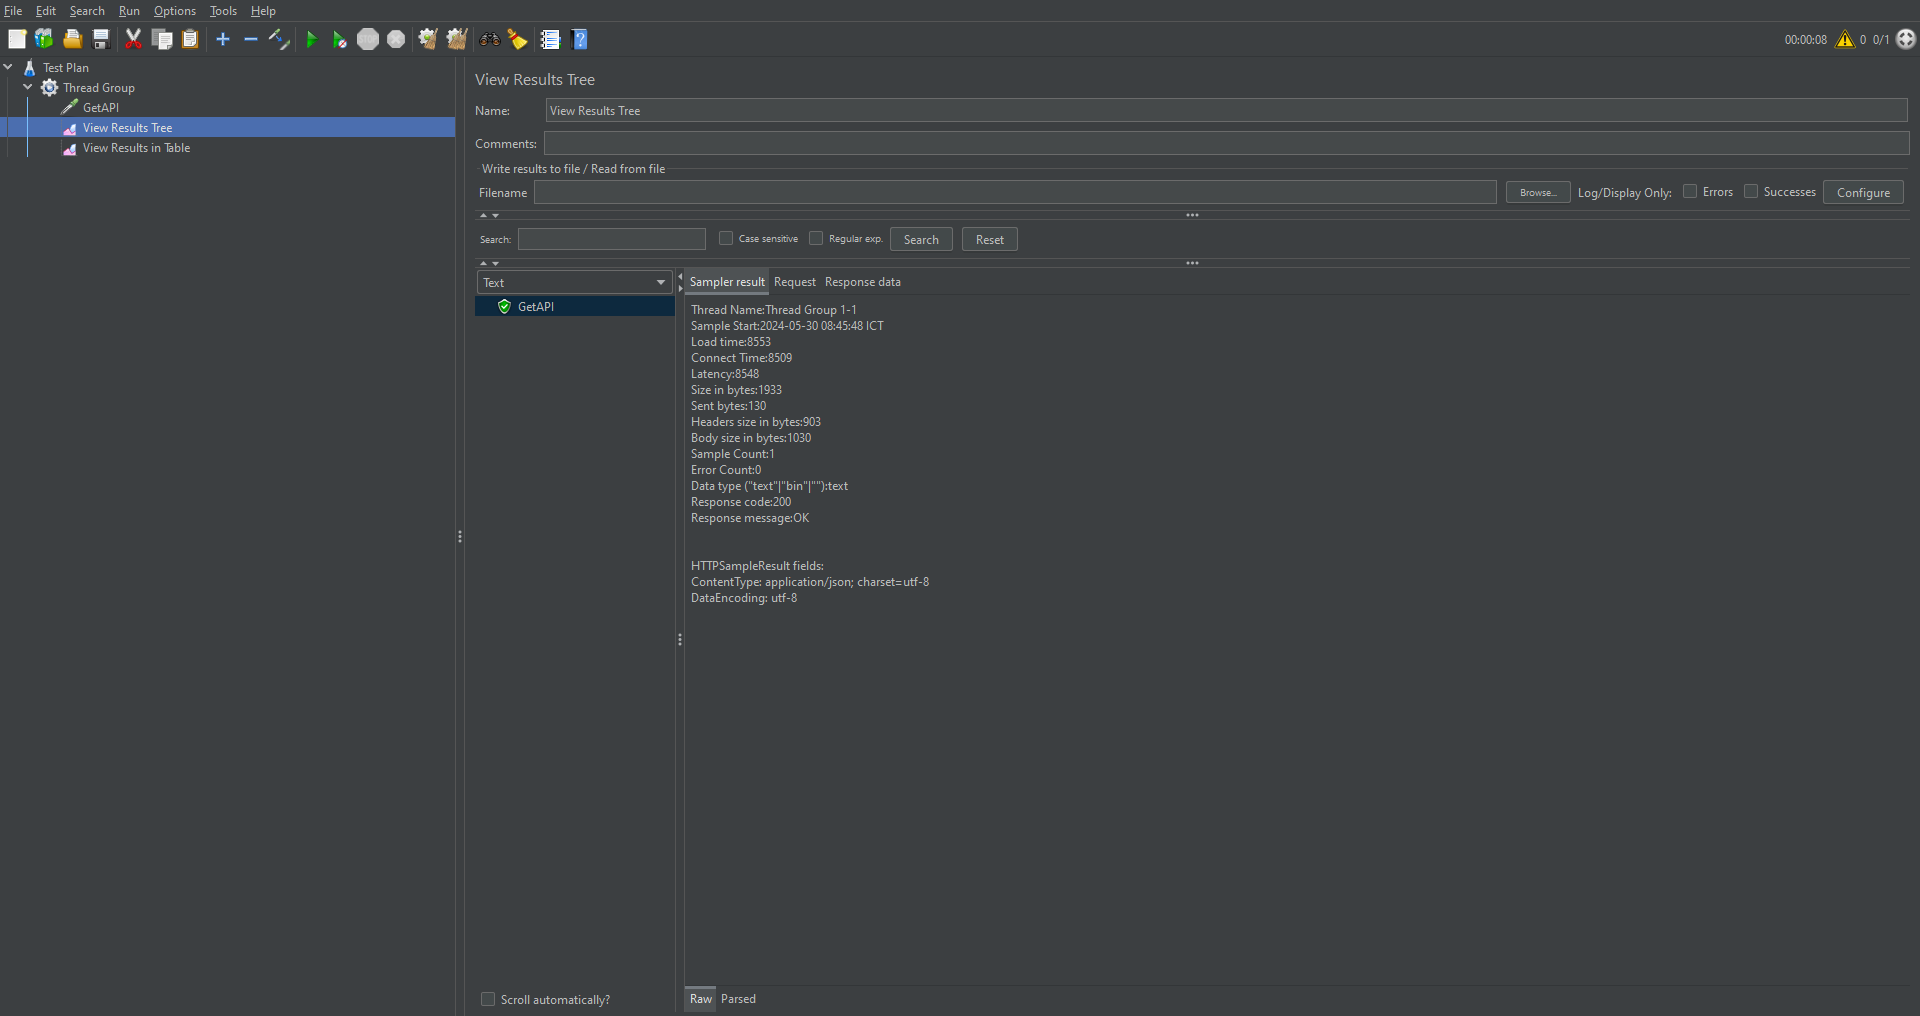 File Edit Search Run Options Tools Help
00:00:08 0 0/1
Test Plan
Thread Group
GetAPI
View Results Tree
View Results in Table
View Results Tree
Name: View Results Tree
Comments:
Write results to file / Read from file
Filename Browse... Log/Display Only: Errors Successes Configure
Search: Case sensitive Regular exp. Search Reset
Text
GetAPI
Scroll automatically?
Sampler result Request Response data
Thread Name:Thread Group 1-1
Sample Start:2024-05-30 08:45:48 ICT
Load time:8553
Connect Time:8509
Latency:8548
Size in bytes:1933
Sent bytes:130
Headers size in bytes:903
Body size in bytes:1030
Sample Count:1
Error Count:0
Data type ("text"|"bin"|""):text
Response code:200
Response message:OK
HTTPSampleResult fields:
ContentType: application/json; charset=utf-8
DataEncoding: utf-8
Raw Parsed